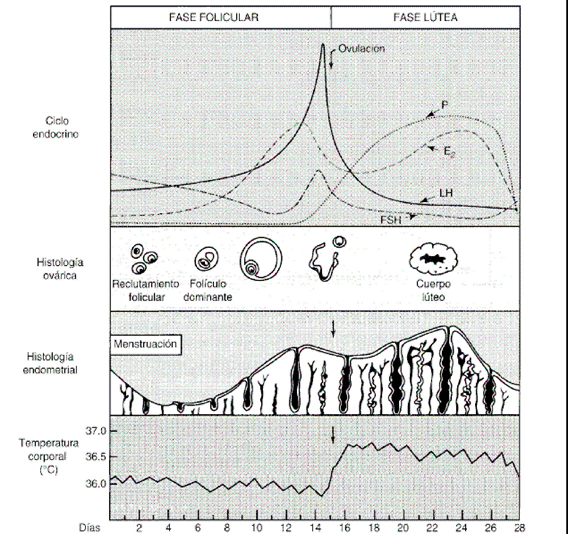 FASE FOLICULAR
FASE LÚTEA
Ciclo
endocrino
Ovulacion
P
E2
LH
FSH
Histología
ovárica
Reclutamiento
folicular
Folículo
dominante
Cuerpo
lúteo
Histología
endometrial
Menstruación
Temperatura
corporal
(°C)
37.0
36.5
36.0
Días 2 4 6 8 10 12 14 16 18 20 22 24 26 28